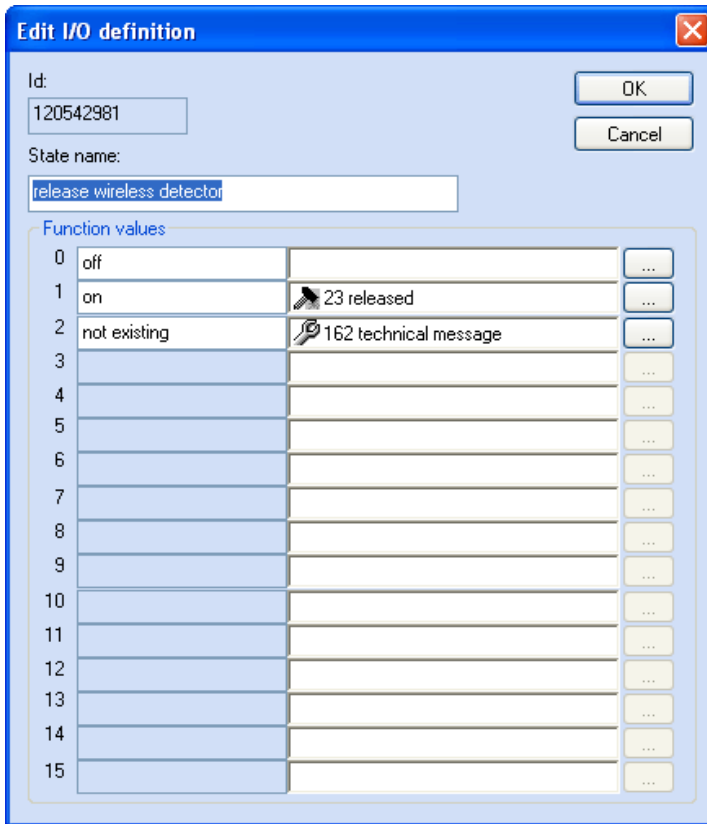 Edit I/O definition
Id:
OK
120542981
Cancel
State name:
release wireless detector
Function values
0 off ...
1 on 23 released ...
2 not existing 162 technical message ...
3 ...
4 ...
5 ...
6 ...
7 ...
8 ...
9 ...
10 ...
11 ...
12 ...
13 ...
14 ...
15 ...